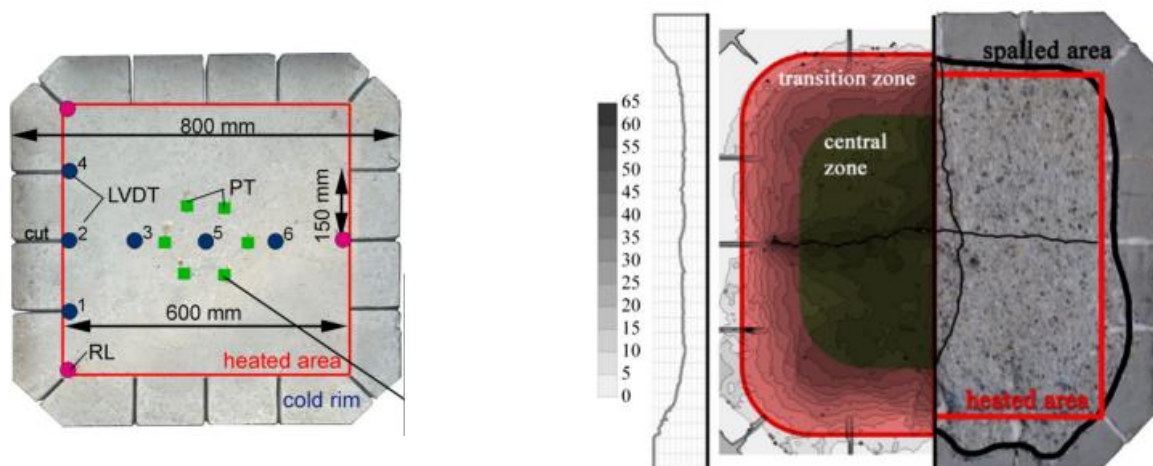 800 mm
4
LVDT
PT
150 mm
cut
2
3
5
6
1
600 mm
RL
heated area
cold rim
65
60
55
50
45
40
35
30
25
20
15
10
5
0
transition zone
central
zone
spalled area
heated area